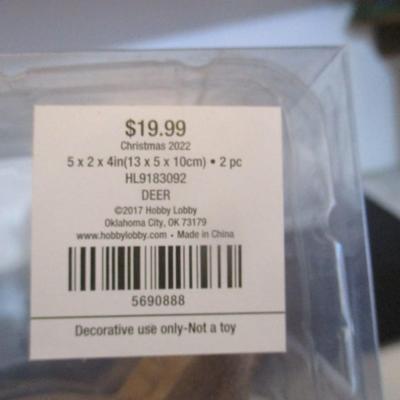 $19.99
Christmas 2022
5 x 2 x 4in(13 x 5 x 10cm) • 2 pc
HL9183092
DEER
©2017 Hobby Lobby
Oklahoma City, OK 73179
www.hobbylobby.com • Made in China
5690888
Decorative use only-Not a toy